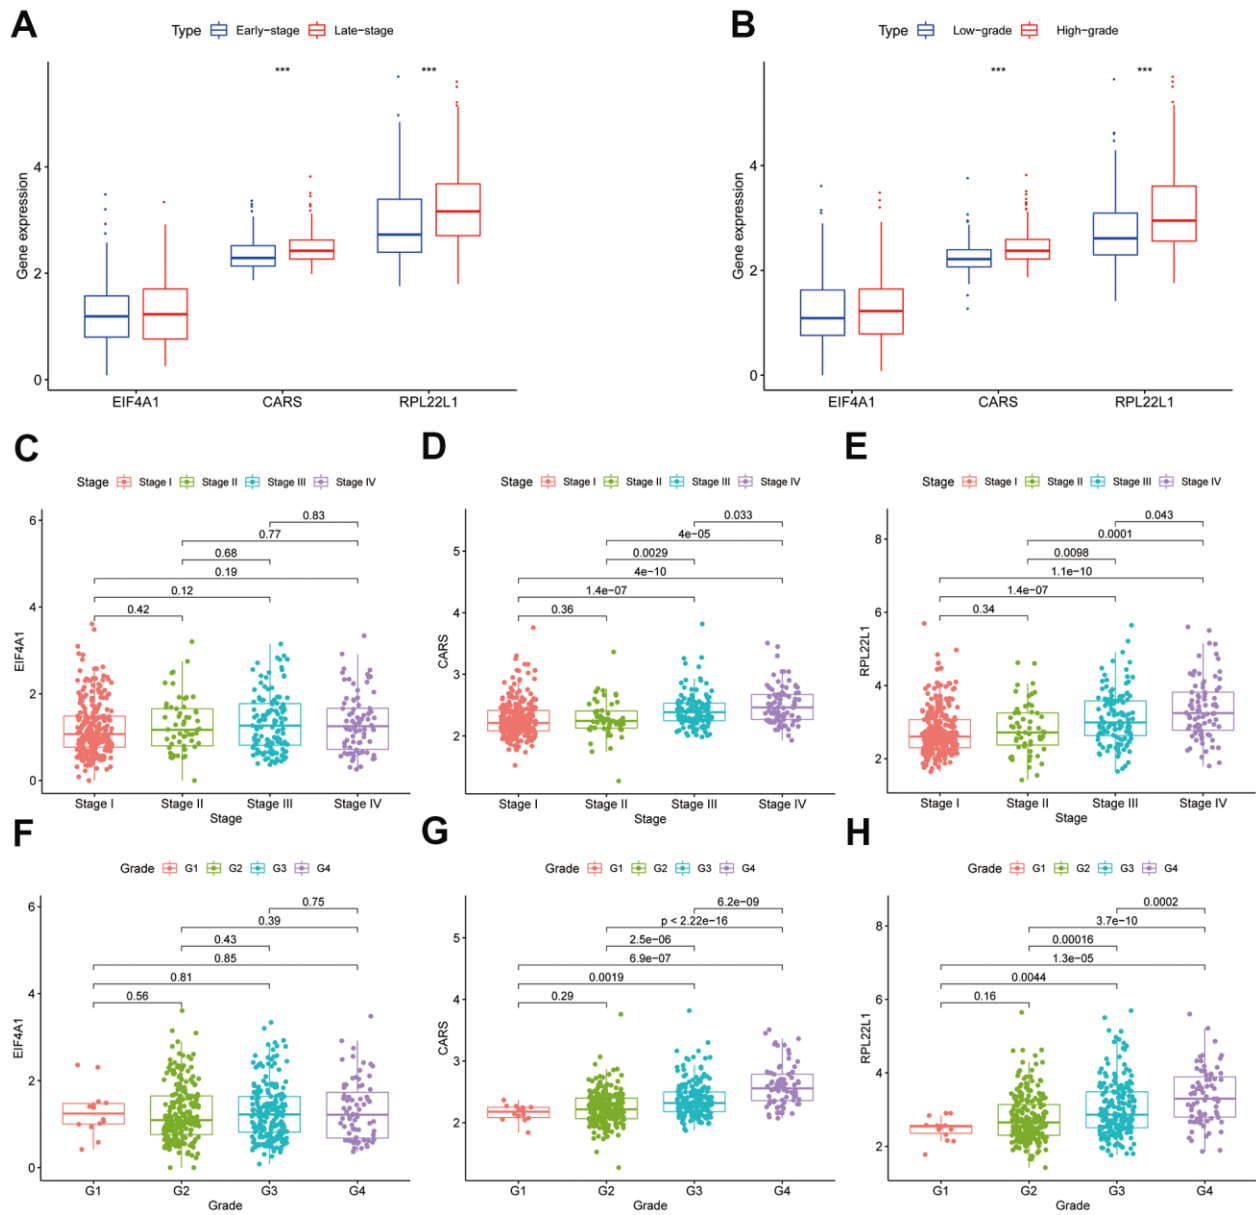 A
Type Early−stage Late−stage
*** ***
Gene expression
4
2
0
EIF4A1 CARS RPL22L1
B
Type Low−grade High−grade
*** ***
Gene expression
4
2
0
EIF4A1 CARS RPL22L1
C
Stage Stage I Stage II Stage III Stage IV
EIF4A1
6
4
2
0
0.83
0.77
0.68
0.19
0.12
0.42
Stage I Stage II Stage III Stage IV
Stage
D
Stage Stage I Stage II Stage III Stage IV
CARS
5
4
3
2
0.033
4e−05
0.0029
4e−10
1.4e−07
0.36
Stage I Stage II Stage III Stage IV
Stage
E
Stage Stage I Stage II Stage III Stage IV
RPL22L1
8
6
4
2
0.043
0.0001
0.0098
1.1e−10
1.4e−07
0.34
Stage I Stage II Stage III Stage IV
Stage
F
Grade G1 G2 G3 G4
EIF4A1
6
4
2
0
0.75
0.39
0.43
0.85
0.81
0.56
G1 G2 G3 G4
Grade
G
Grade G1 G2 G3 G4
CARS
5
4
3
2
6.2e−09
p < 2.22e−16
2.5e−06
6.9e−07
0.0019
0.29
G1 G2 G3 G4
Grade
H
Grade G1 G2 G3 G4
RPL22L1
8
6
4
2
0.0002
3.7e−10
0.00016
1.3e−05
0.0044
0.16
G1 G2 G3 G4
Grade